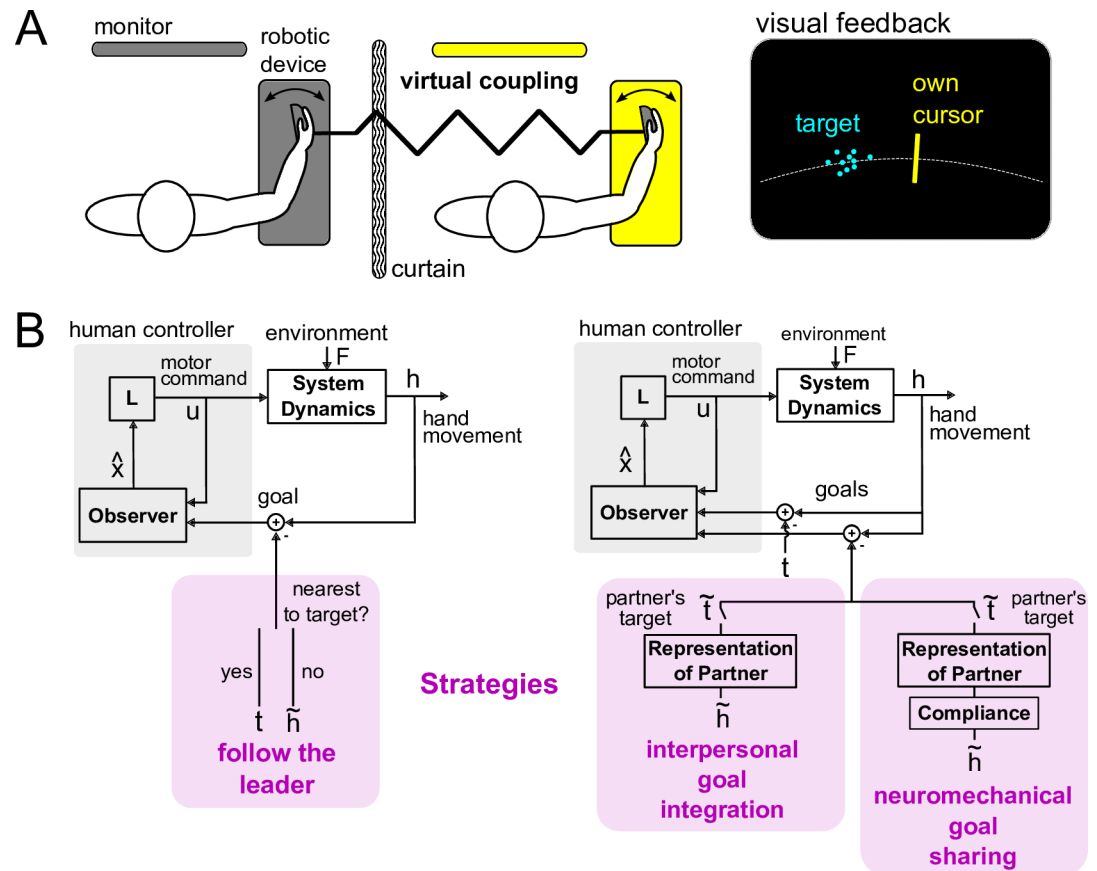 A
monitor
robotic
device
virtual coupling
curtain
visual feedback
own
cursor
target
B
human controller
motor
command
L
u
x̂
Observer
environment
F
System
Dynamics
h
hand
movement
goal
+
-
nearest
to target?
yes
no
t
h̃
follow the
leader
Strategies
human controller
motor
command
L
u
x̂
Observer
environment
F
System
Dynamics
h
hand
movement
goals
+
-
+
-
t
partner's
target
t̃
Representation
of Partner
h̃
interpersonal
goal
integration
t̃
partner's
target
Representation
of Partner
Compliance
h̃
neuromechanical
goal
sharing